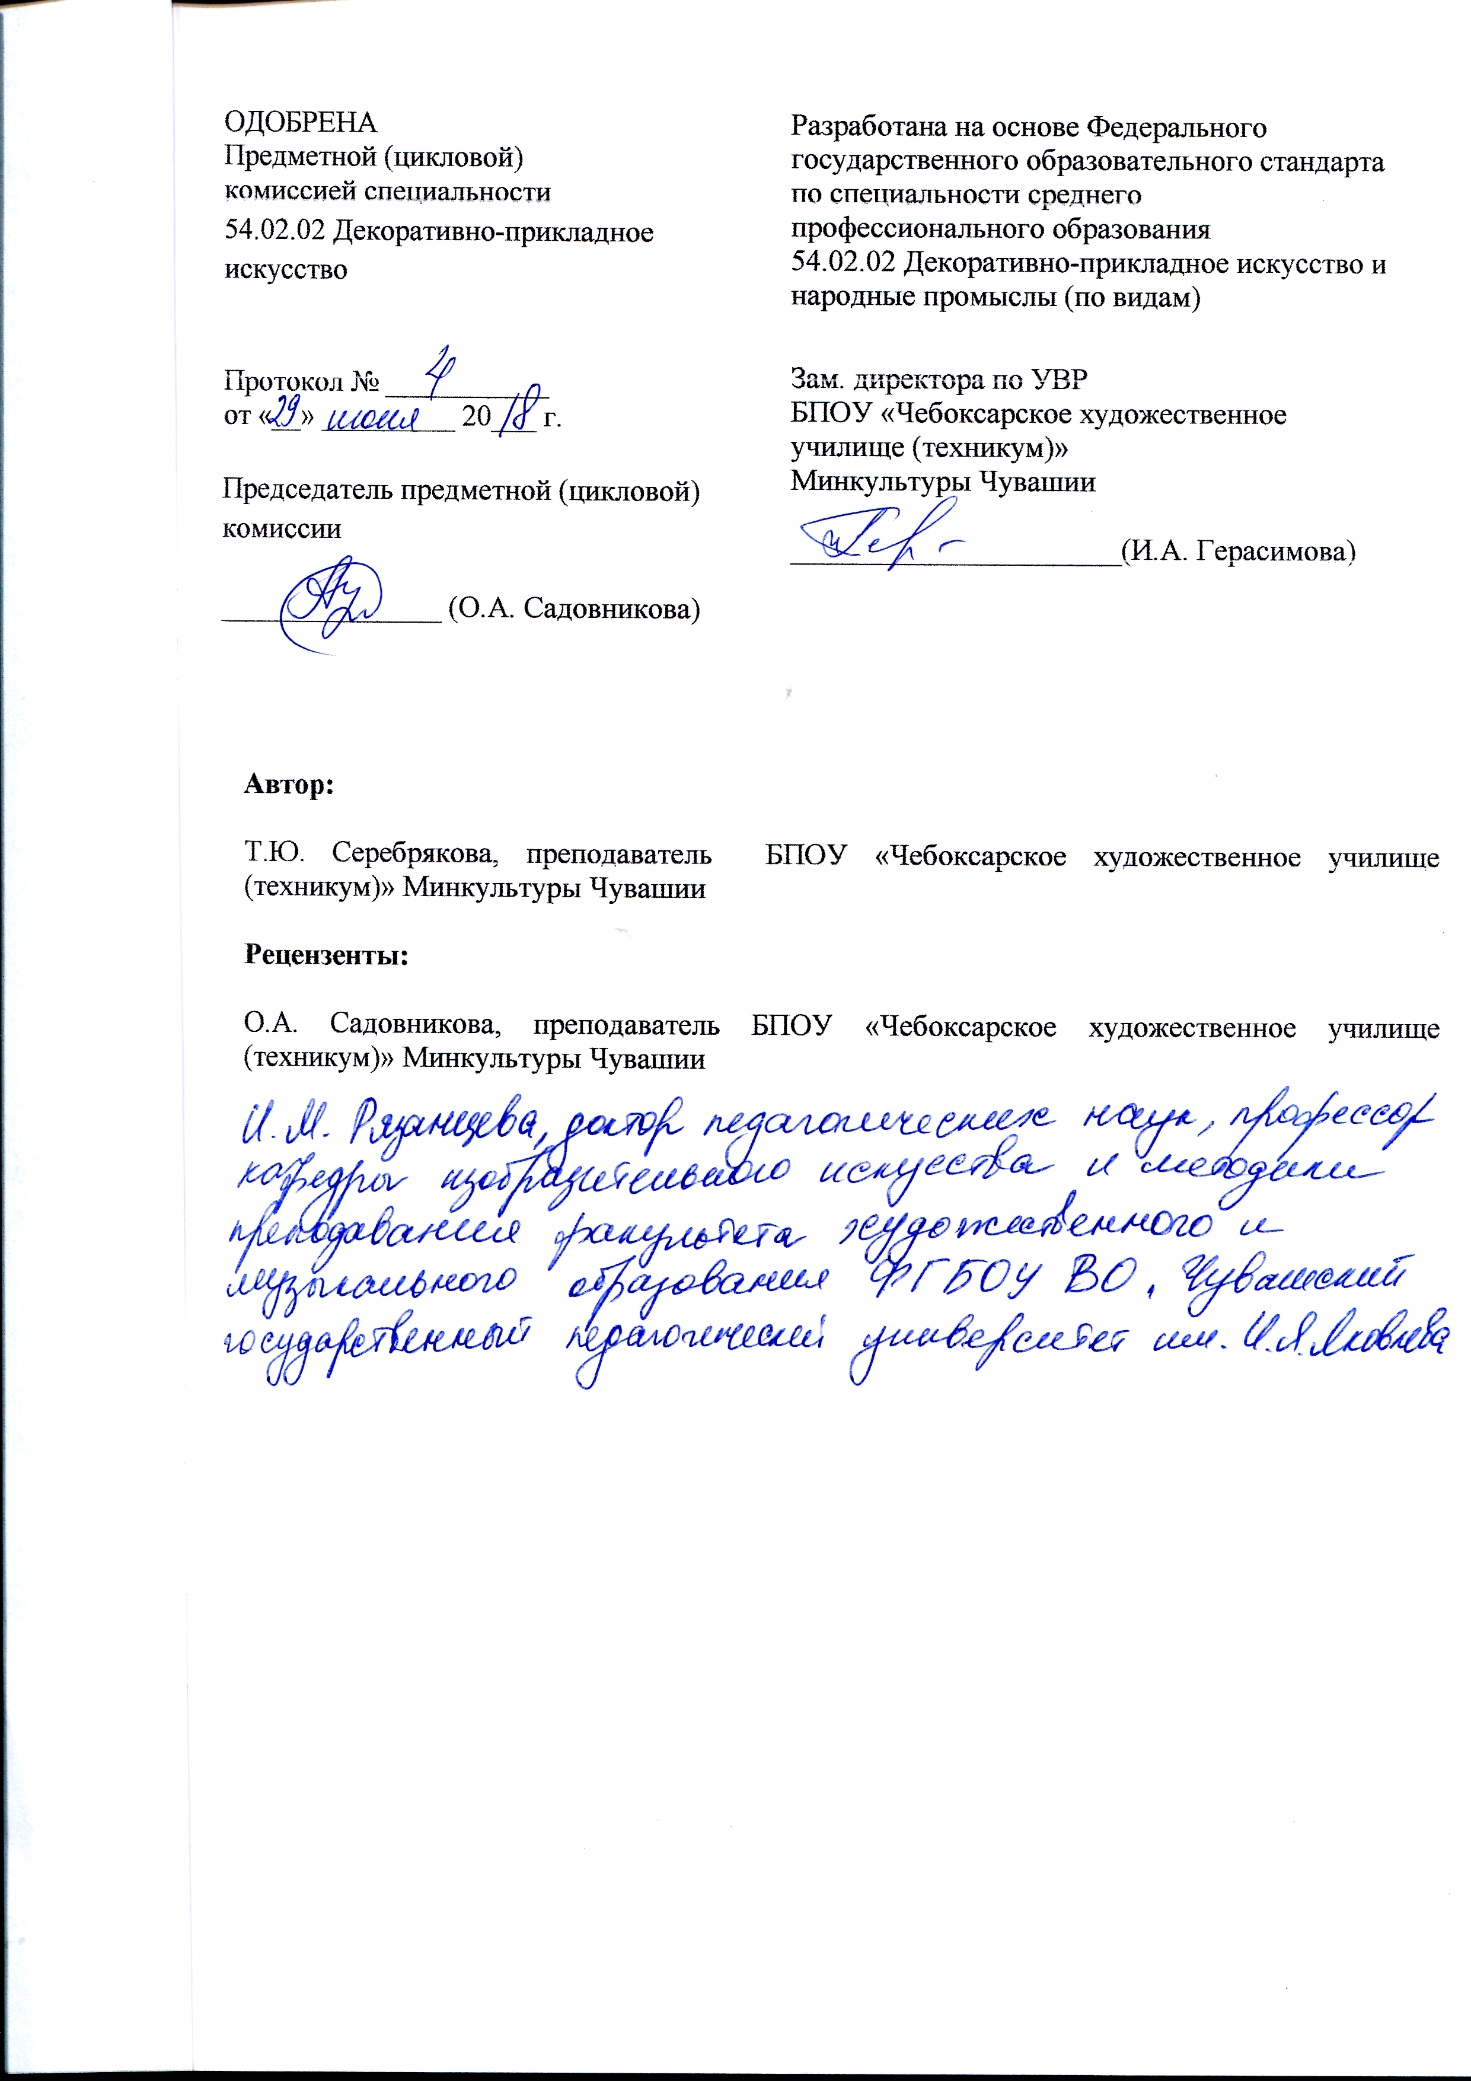 ОДОБРЕНА
Предметной (цикловой)
комиссией специальности
54.02.02 Декоративно-прикладное
искусство
Протокол № 4
от «29» июня 2018 г.
Председатель предметной (цикловой)
комиссии
(О.А. Садовникова)
Разработана на основе Федерального
государственного образовательного стандарта
по специальности среднего
профессионального образования
54.02.02 Декоративно-прикладное искусство и
народные промыслы (по видам)
Зам. директора по УВР
БПОУ «Чебоксарское художественное
училище (техникум)»
Минкультуры Чувашии
(И.А. Герасимова)
Автор:
Т.Ю. Серебрякова, преподаватель БПОУ «Чебоксарское художественное училище
(техникум)» Минкультуры Чувашии
Рецензенты:
О.А. Садовникова, преподаватель БПОУ «Чебоксарское художественное училище
(техникум)» Минкультуры Чувашии
И.М. Рязанцева, доктор педагогических наук, профессор
кафедры изобразительного искусства и методики
преподавания факультета художественного и
музыкального образования ФГБОУ ВО, Чувашский
государственный педагогический университет им. И.Я. Яковлева